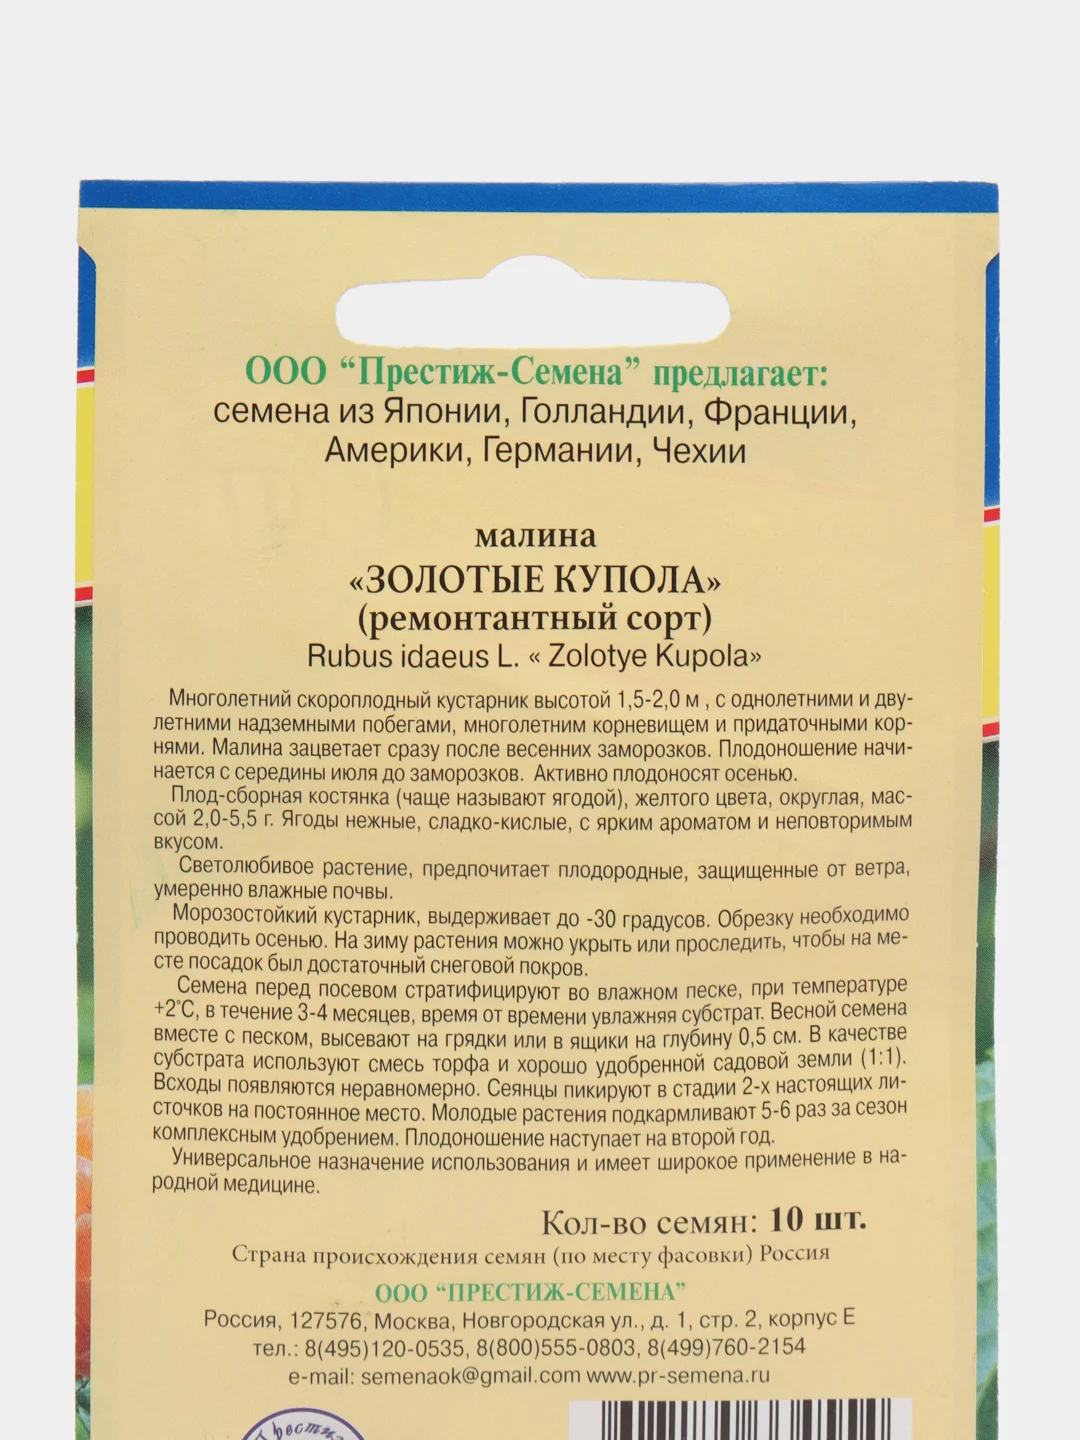 ООО “Престиж-Семена” предлагает:
семена из Японии, Голландии, Франции,
Америки, Германии, Чехии
малина
«ЗОЛОТЫЕ КУПОЛА»
(ремонтантный сорт)
Rubus idaeus L. « Zolotye Kupola»
Многолетний скороплодный кустарник высотой 1,5-2,0 м , с однолетними и дву-
летними надземными побегами, многолетним корневищем и придаточными кор-
нями. Малина зацветает сразу после весенних заморозков. Плодоношение начи-
нается с середины июля до заморозков. Активно плодоносят осенью.
Плод-сборная костянка (чаще называют ягодой), желтого цвета, округлая, мас-
сой 2,0-5,5 г. Ягоды нежные, сладко-кислые, с ярким ароматом и неповторимым
вкусом.
Светолюбивое растение, предпочитает плодородные, защищенные от ветра,
умеренно влажные почвы.
Морозостойкий кустарник, выдерживает до -30 градусов. Обрезку необходимо
проводить осенью. На зиму растения можно укрыть или проследить, чтобы на ме-
сте посадок был достаточный снеговой покров.
Семена перед посевом стратифицируют во влажном песке, при температуре
+2°С, в течение 3-4 месяцев, время от времени увлажняя субстрат. Весной семена
вместе с песком, высевают на грядки или в ящики на глубину 0,5 см. В качестве
субстрата используют смесь торфа и хорошо удобренной садовой земли (1:1).
Всходы появляются неравномерно. Сеянцы пикируют в стадии 2-х настоящих ли-
сточков на постоянное место. Молодые растения подкармливают 5-6 раз за сезон
комплексным удобрением. Плодоношение наступает на второй год.
Универсальное назначение использования и имеет широкое применение в на-
родной медицине.
Кол-во семян: 10 шт.
Страна происхождения семян (по месту фасовки) Россия
ООО “ПРЕСТИЖ-СЕМЕНА”
Россия, 127576, Москва, Новгородская ул., д. 1, стр. 2, корпус Е
тел.: 8(495)120-0535, 8(800)555-0803, 8(499)760-2154
e-mail: semenaok@gmail.com www.pr-semena.ru